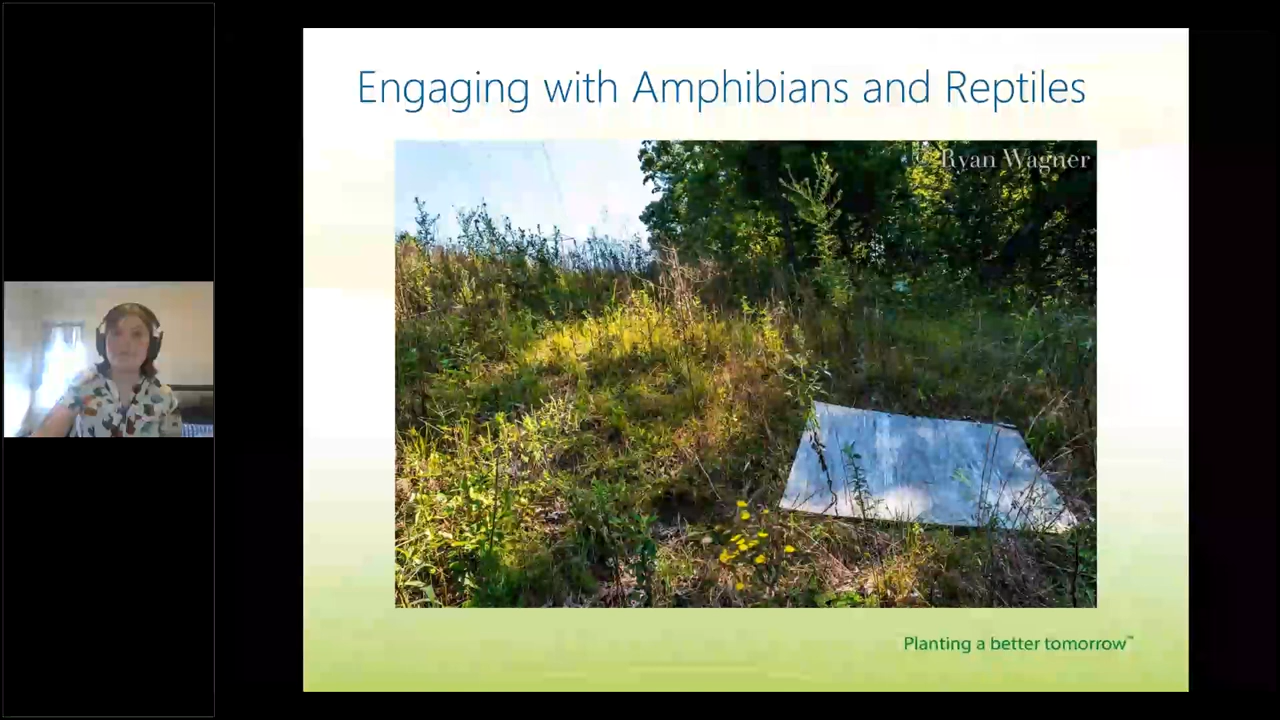 Engaging with Amphibians and Reptiles
© Ryan Wagner
Planting a better tomorrow™